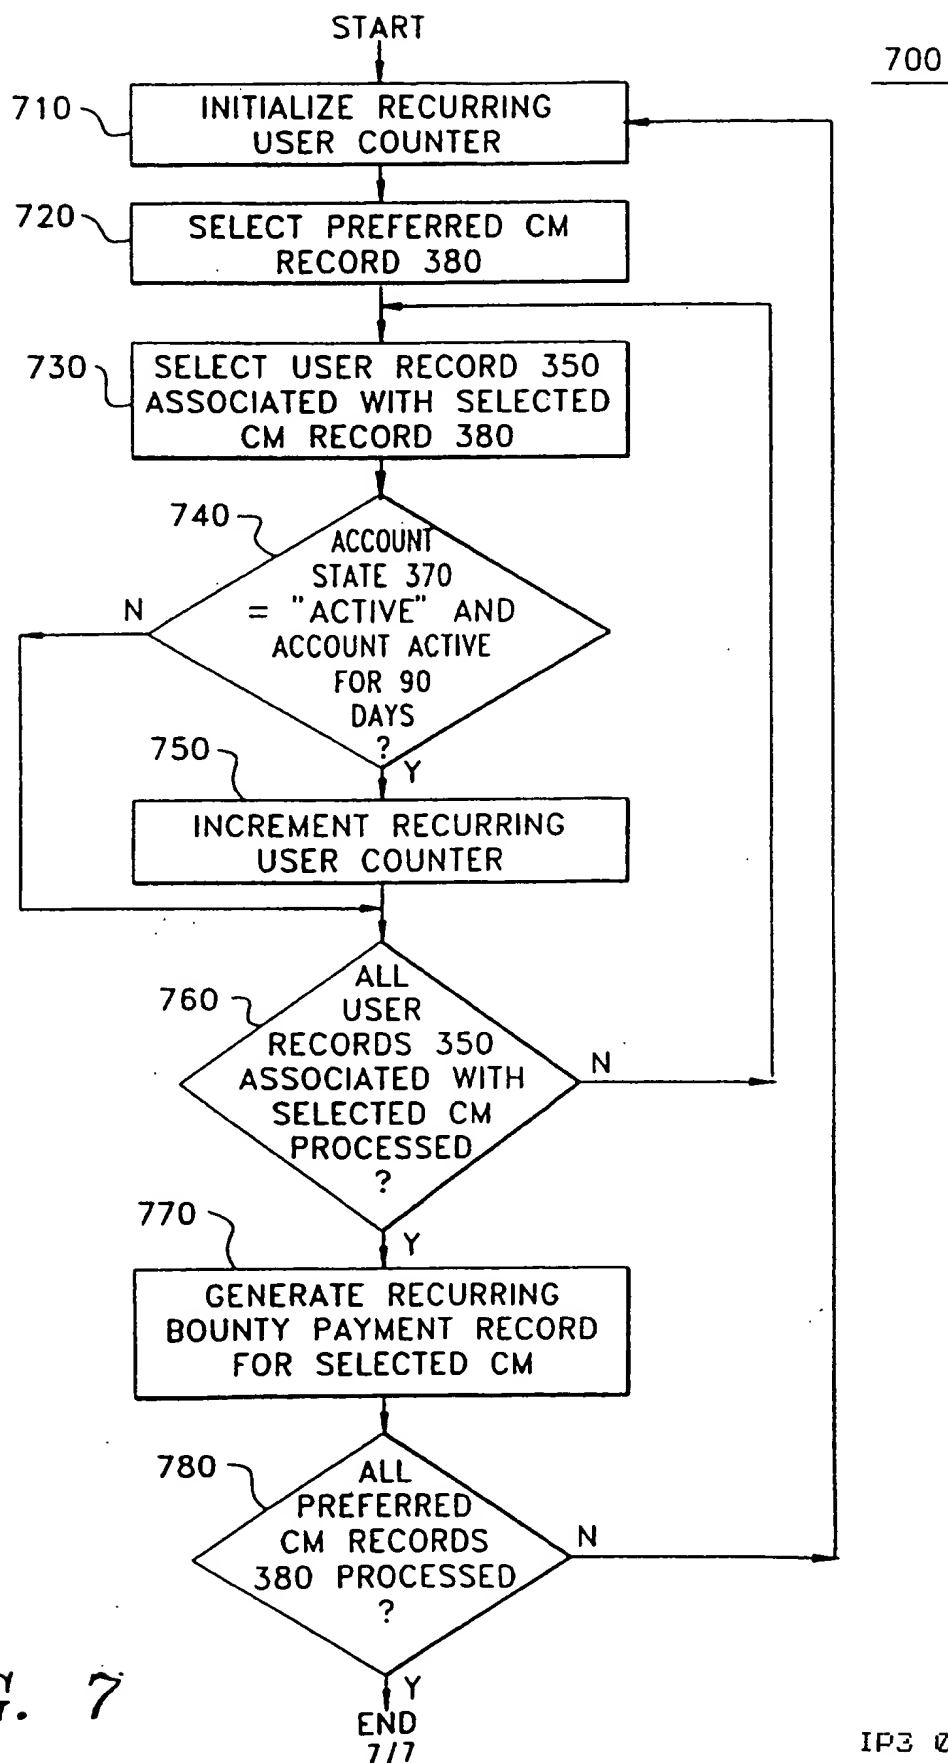 START
700
710
INITIALIZE RECURRING
USER COUNTER
720
SELECT PREFERRED CM
RECORD 380
730
SELECT USER RECORD 350
ASSOCIATED WITH SELECTED
CM RECORD 380
740
ACCOUNT
STATE 370
= "ACTIVE" AND
ACCOUNT ACTIVE
FOR 90
DAYS
?
N
Y
750
INCREMENT RECURRING
USER COUNTER
760
ALL
USER
RECORDS 350
ASSOCIATED WITH
SELECTED CM
PROCESSED
?
N
Y
770
GENERATE RECURRING
BOUNTY PAYMENT RECORD
FOR SELECTED CM
780
ALL
PREFERRED
CM RECORDS
380 PROCESSED
?
N
Y
END
7/7
G. 7
IP3 0